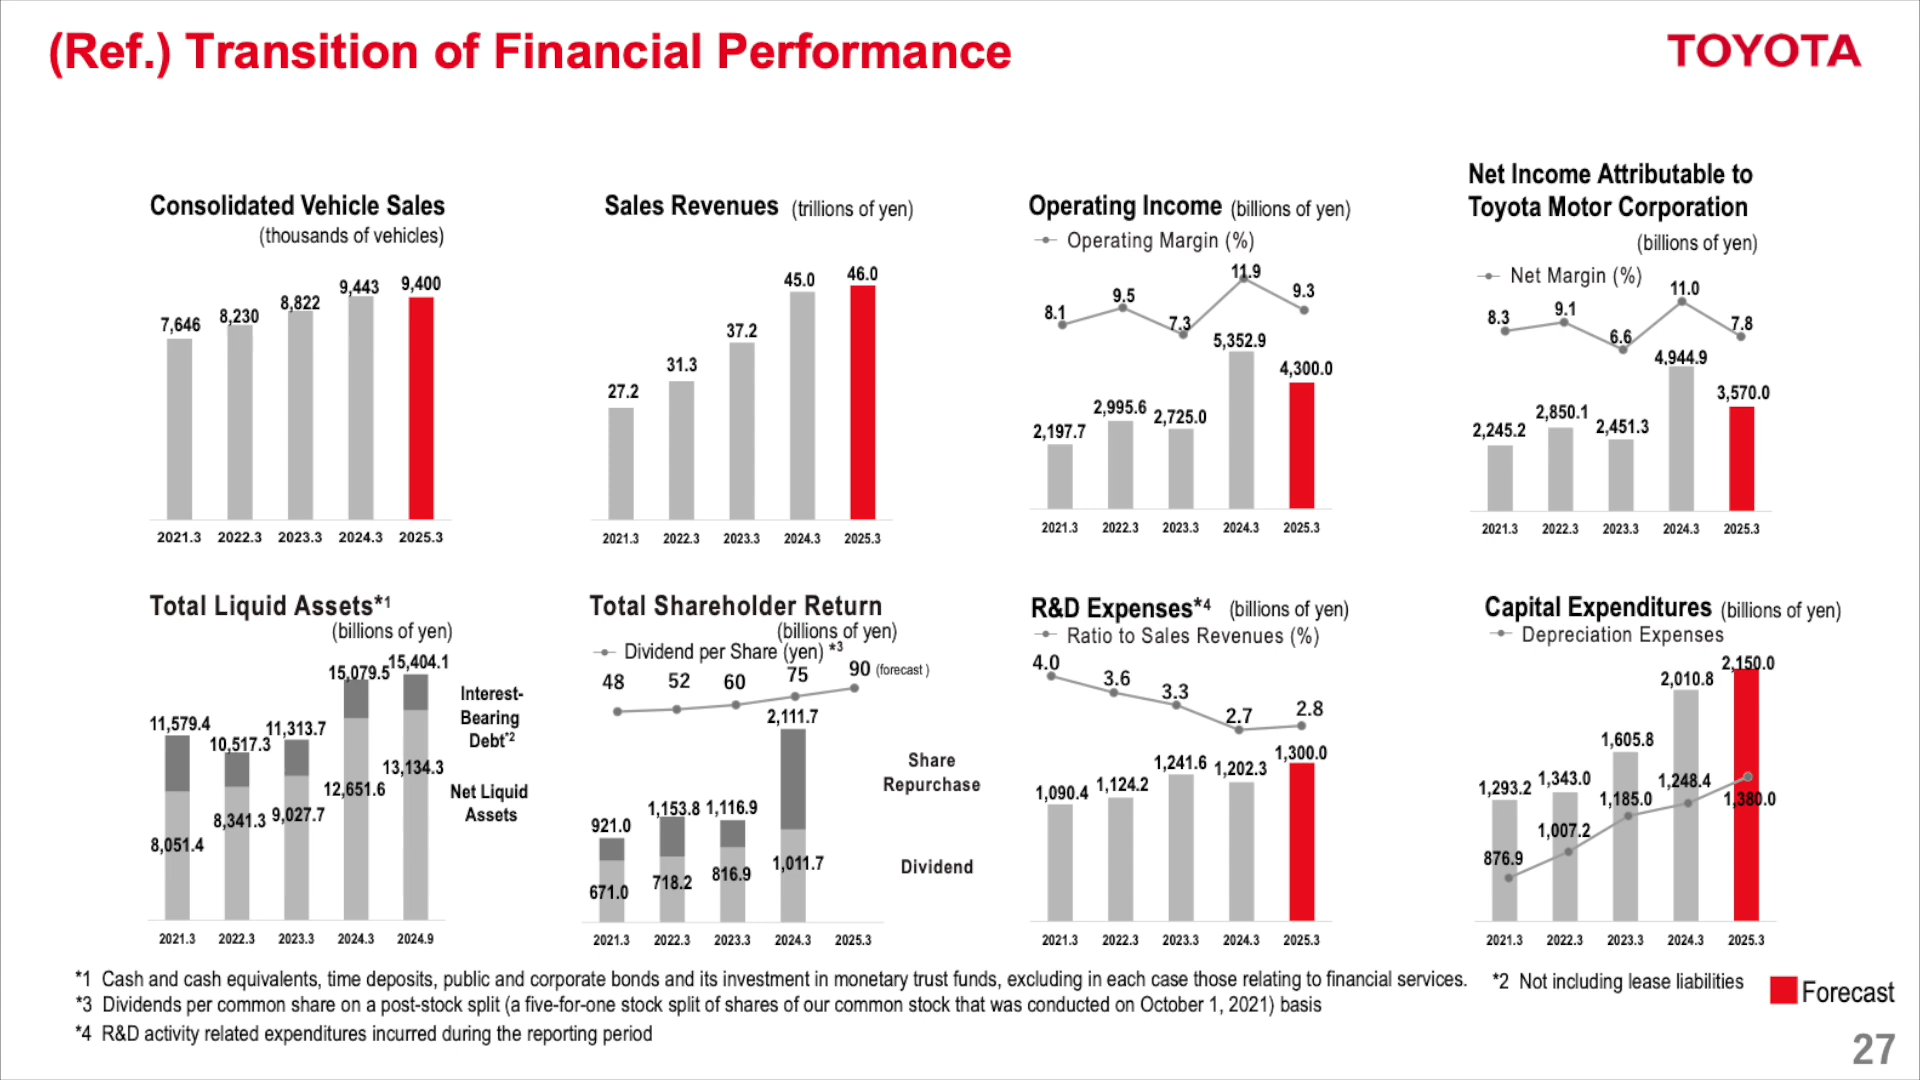 (Ref.) Transition of Financial Performance
TOYOTA
Consolidated Vehicle Sales
(thousands of vehicles)
7,646
8,230
8,822
9,443
9,400
2021.3 2022.3 2023.3 2024.3 2025.3
Sales Revenues (trillions of yen)
27.2
31.3
37.2
45.0
46.0
2021.3 2022.3 2023.3 2024.3 2025.3
Operating Income (billions of yen)
Operating Margin (%)
8.1
9.5
7.3
11.9
9.3
2,197.7
2,995.6
2,725.0
5,352.9
4,300.0
2021.3 2022.3 2023.3 2024.3 2025.3
Net Income Attributable to
Toyota Motor Corporation
(billions of yen)
Net Margin (%)
8.3
9.1
6.6
11.0
7.8
2,245.2
2,850.1
2,451.3
4,944.9
3,570.0
2021.3 2022.3 2023.3 2024.3 2025.3
Total Liquid Assets*1
(billions of yen)
11,579.4
10,517.3
11,313.7
15,079.5
15,404.1
8,051.4
8,341.3
9,027.7
12,651.6
13,134.3
Interest-
Bearing
Debt*2
Net Liquid
Assets
2021.3 2022.3 2023.3 2024.3 2024.9
Total Shareholder Return
(billions of yen)
Dividend per Share (yen) *3
48
52
60
75
90 (forecast )
921.0
1,153.8
1,116.9
2,111.7
671.0
718.2
816.9
1,011.7
Share
Repurchase
Dividend
2021.3 2022.3 2023.3 2024.3 2025.3
R&D Expenses*4 (billions of yen)
Ratio to Sales Revenues (%)
4.0
3.6
3.3
2.7
2.8
1,090.4
1,124.2
1,241.6
1,202.3
1,300.0
2021.3 2022.3 2023.3 2024.3 2025.3
Capital Expenditures (billions of yen)
Depreciation Expenses
1,293.2
1,343.0
1,605.8
2,010.8
2,150.0
876.9
1,007.2
1,185.0
1,248.4
1,380.0
2021.3 2022.3 2023.3 2024.3 2025.3
*1 Cash and cash equivalents, time deposits, public and corporate bonds and its investment in monetary trust funds, excluding in each case those relating to financial services. *2 Not including lease liabilities
*3 Dividends per common share on a post-stock split (a five-for-one stock split of shares of our common stock that was conducted on October 1, 2021) basis
*4 R&D activity related expenditures incurred during the reporting period
Forecast
27